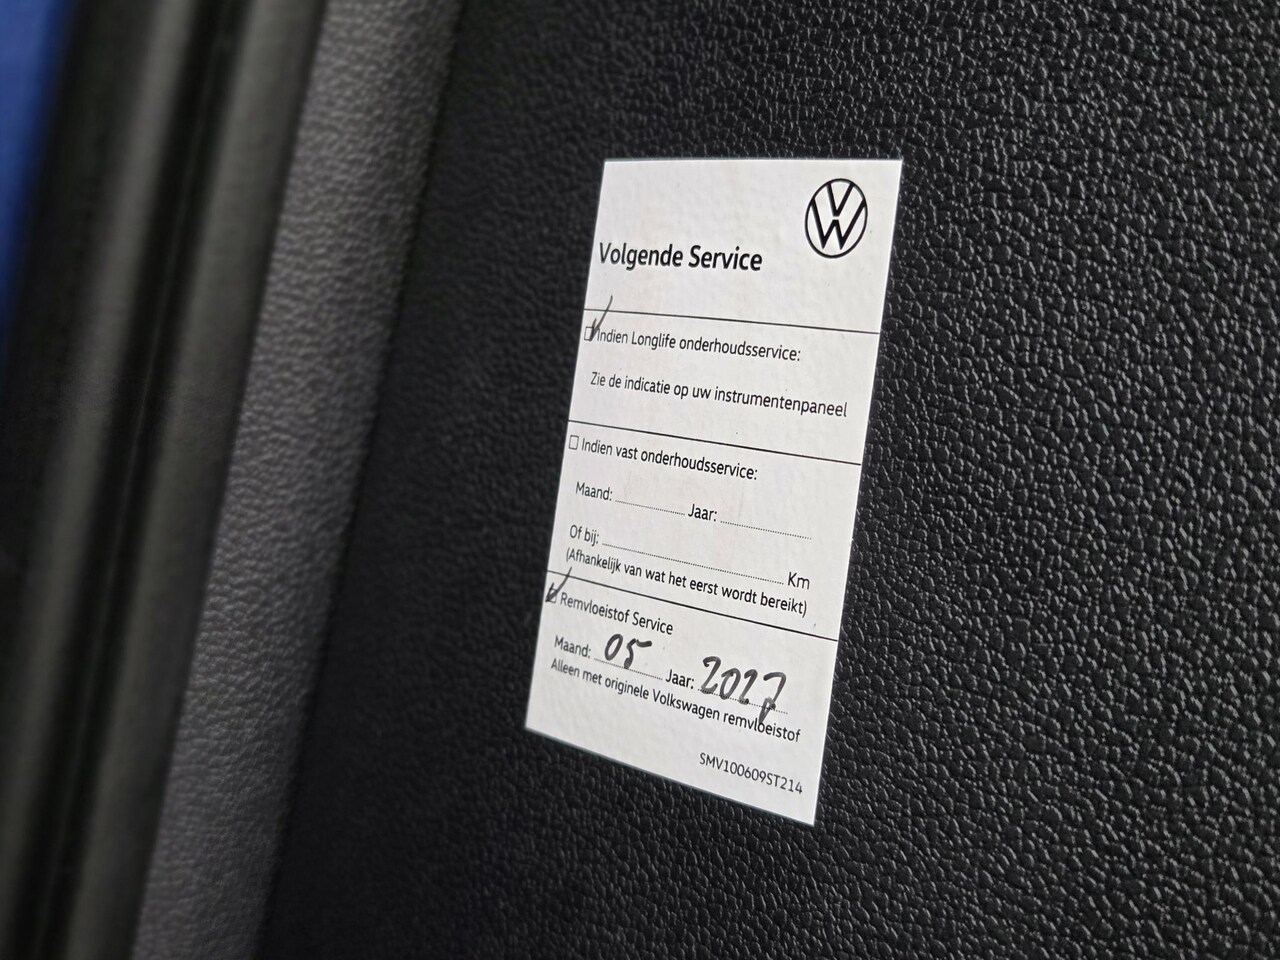 Volgende Service
Indien Longlife onderhoudsservice:
Zie de indicatie op uw instrumentenpaneel
Indien vast onderhoudsservice:
Maand: Jaar:
Of bij: Km
(Afhankelijk van wat het eerst wordt bereikt)
Remvloeistof Service
Maand: 05 Jaar: 2027
Alleen met originele Volkswagen remvloeistof
SMV100609ST214